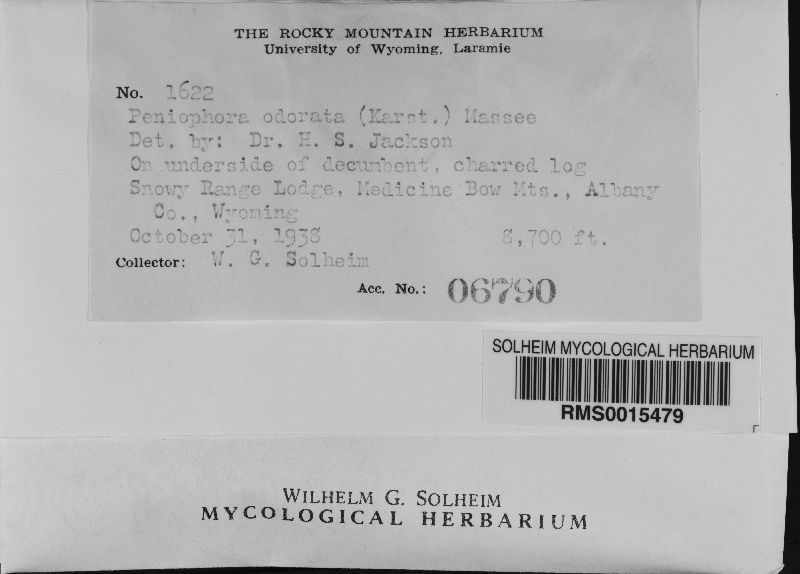 THE ROCKY MOUNTAIN HERBARIUM
University of Wyoming, Laramie
No. 1622
Peniophora odorata (Karst.) Massee
Det. by: Dr. H. S. Jackson
On underside of decumbent, charred log
Snowy Range Lodge, Medicine Bow Mts., Albany
Co., Wyoming
October 31, 1938 8,700 ft.
Collector: W. G. Solheim
Acc. No.: 06790
SOLHEIM MYCOLOGICAL HERBARIUM
RMS0015479
WILHELM G. SOLHEIM
MYCOLOGICAL HERBARIUM